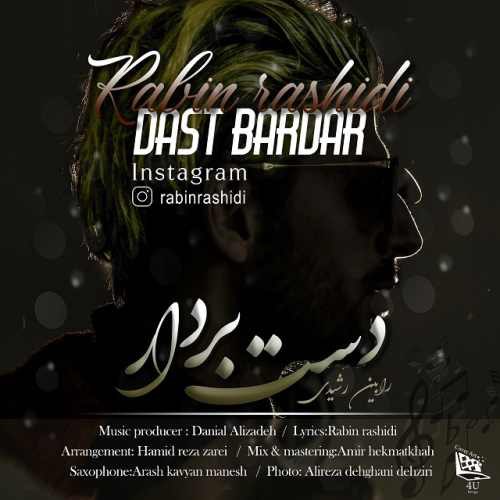 Rabin rashidi
DAST BARDAR
Instagram
rabinrashidi
دست بردار
رابین رشیدی
Music producer : Danial Alizadeh / Lyrics:Rabin rashidi
Arrangement: Hamid reza zarei / Mix & mastering:Amir hekmatkhah
Saxophone:Arash kavyan manesh / Photo: Alireza dehghani dehziri
4U